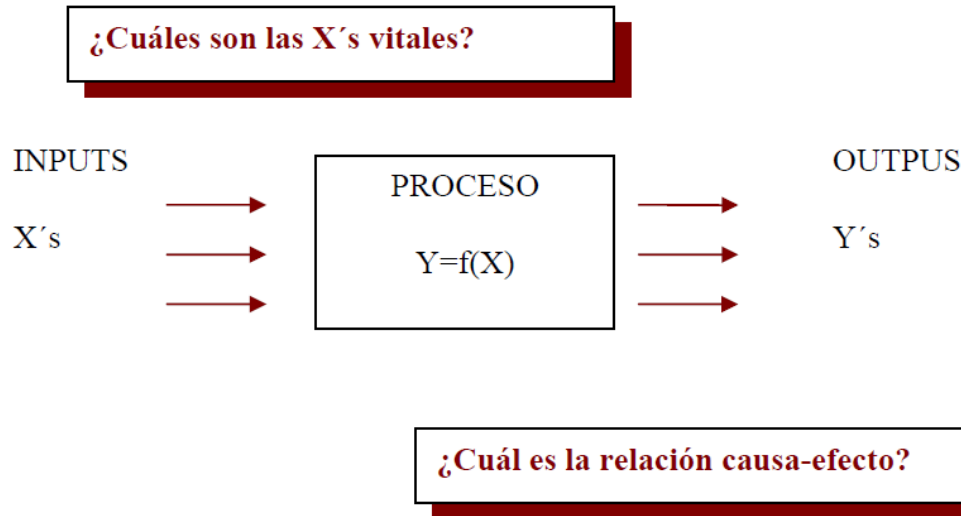 ¿Cuáles son las X´s vitales?
INPUTS
PROCESO
OUTPUS
X´s
Y=f(X)
Y´s
¿Cuál es la relación causa-efecto?